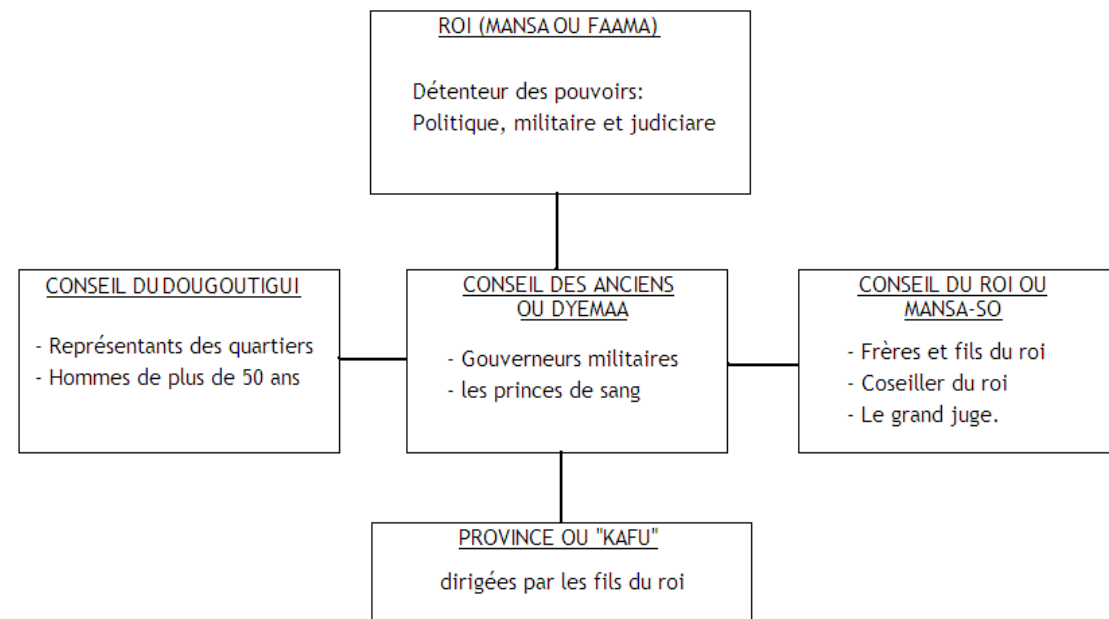 ROI (MANSA OU FAAMA)
Détenteur des pouvoirs:
Politique, militaire et judiciare
CONSEIL DU DOUGOUTIGUI
- Représentants des quartiers
- Hommes de plus de 50 ans
CONSEIL DES ANCIENS
OU DYEMAA
- Gouverneurs militaires
- les princes de sang
CONSEIL DU ROI OU
MANSA-SO
- Frères et fils du roi
- Coseiller du roi
- Le grand juge.
PROVINCE OU "KAFU"
dirigées par les fils du roi